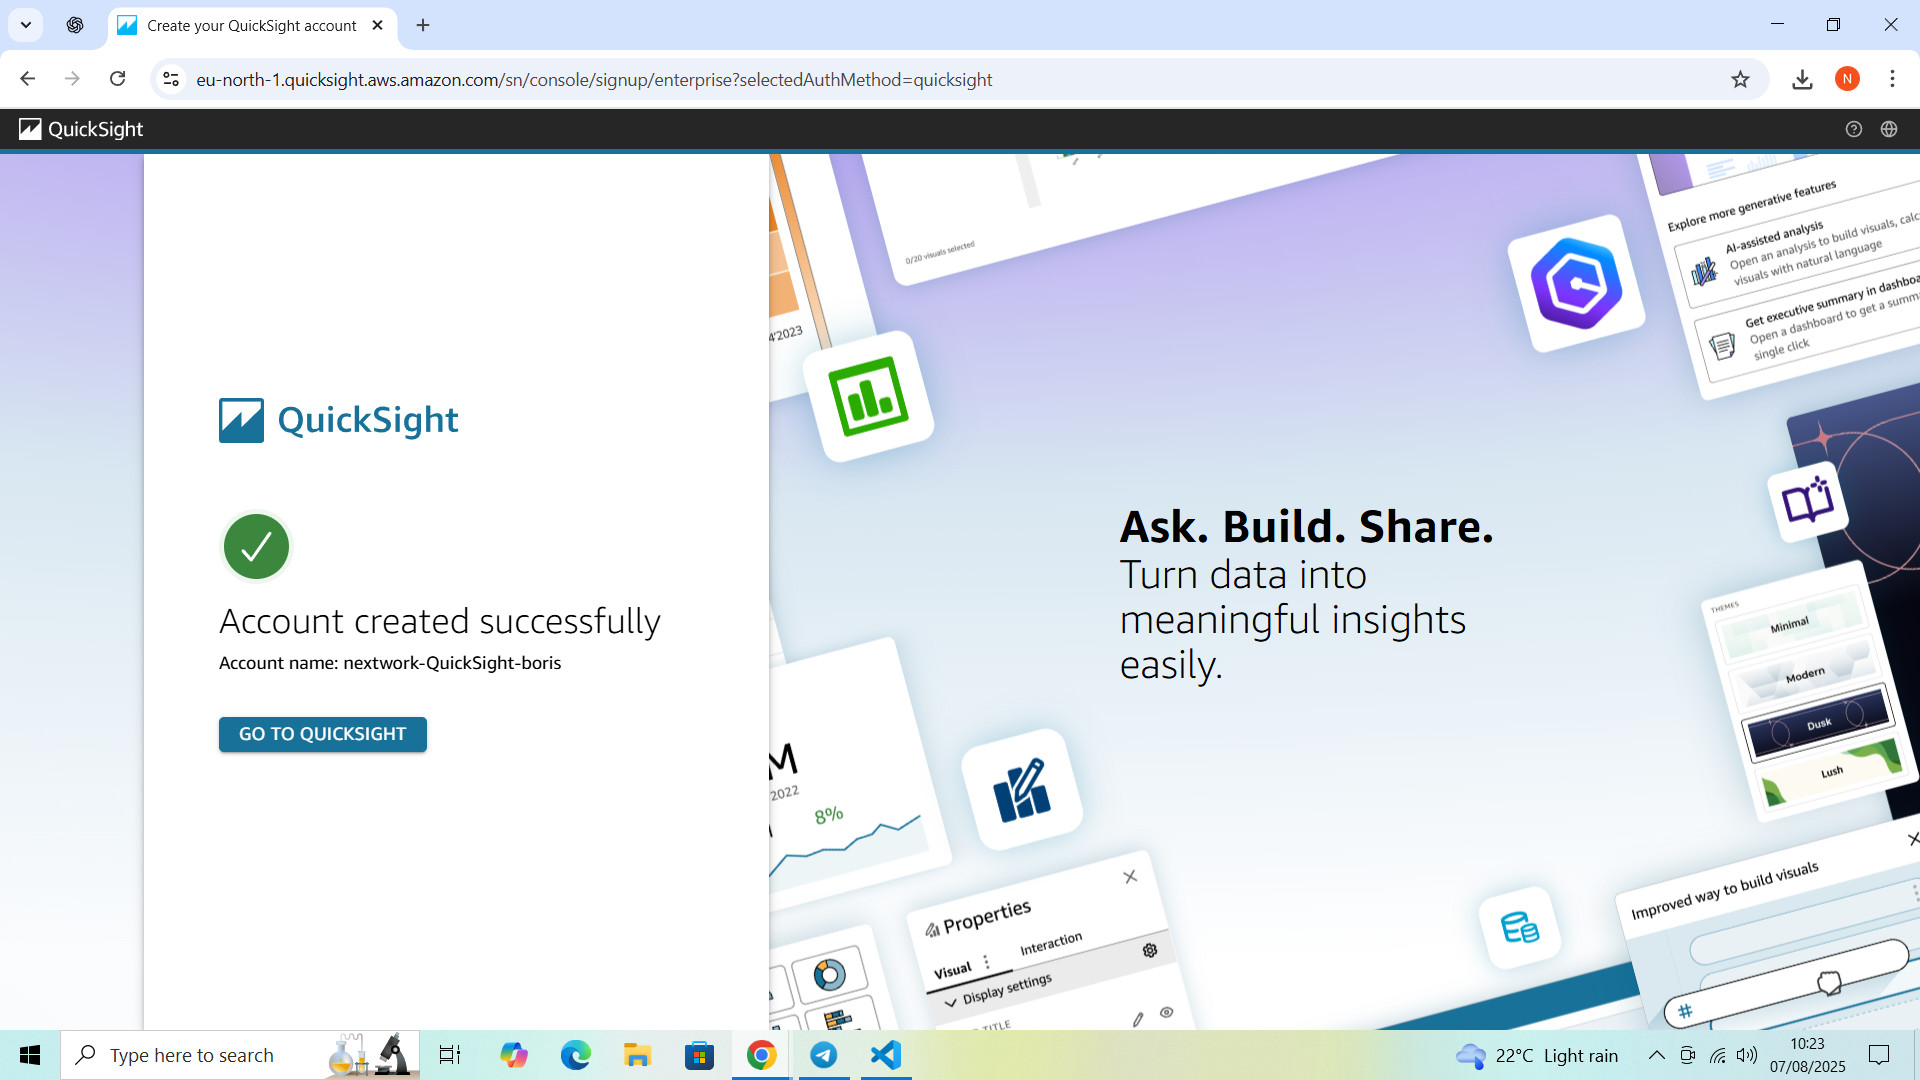 Create your QuickSight account
eu-north-1.quicksight.aws.amazon.com/sn/console/signup/enterprise?selectedAuthMethod=quicksight
N
QuickSight
QuickSight
Account created successfully
Account name: nextwork-QuickSight-boris
GO TO QUICKSIGHT
4'2023
0/20 visuals selected
Explore more generative features
AI-assisted analysis
Open an analysis to build visuals, calc
visuals with natural language
Get executive summary in dashboa
Open a dashboard to get a summa
single click
Ask. Build. Share.
Turn data into
meaningful insights
easily.
THEMES
Minimal
Modern
Dusk
Lush
M
2022
8%
Properties
Visual
Interaction
Display settings
TITLE
Improved way to build visuals
#
Type here to search
22°C Light rain
10:23
07/08/2025